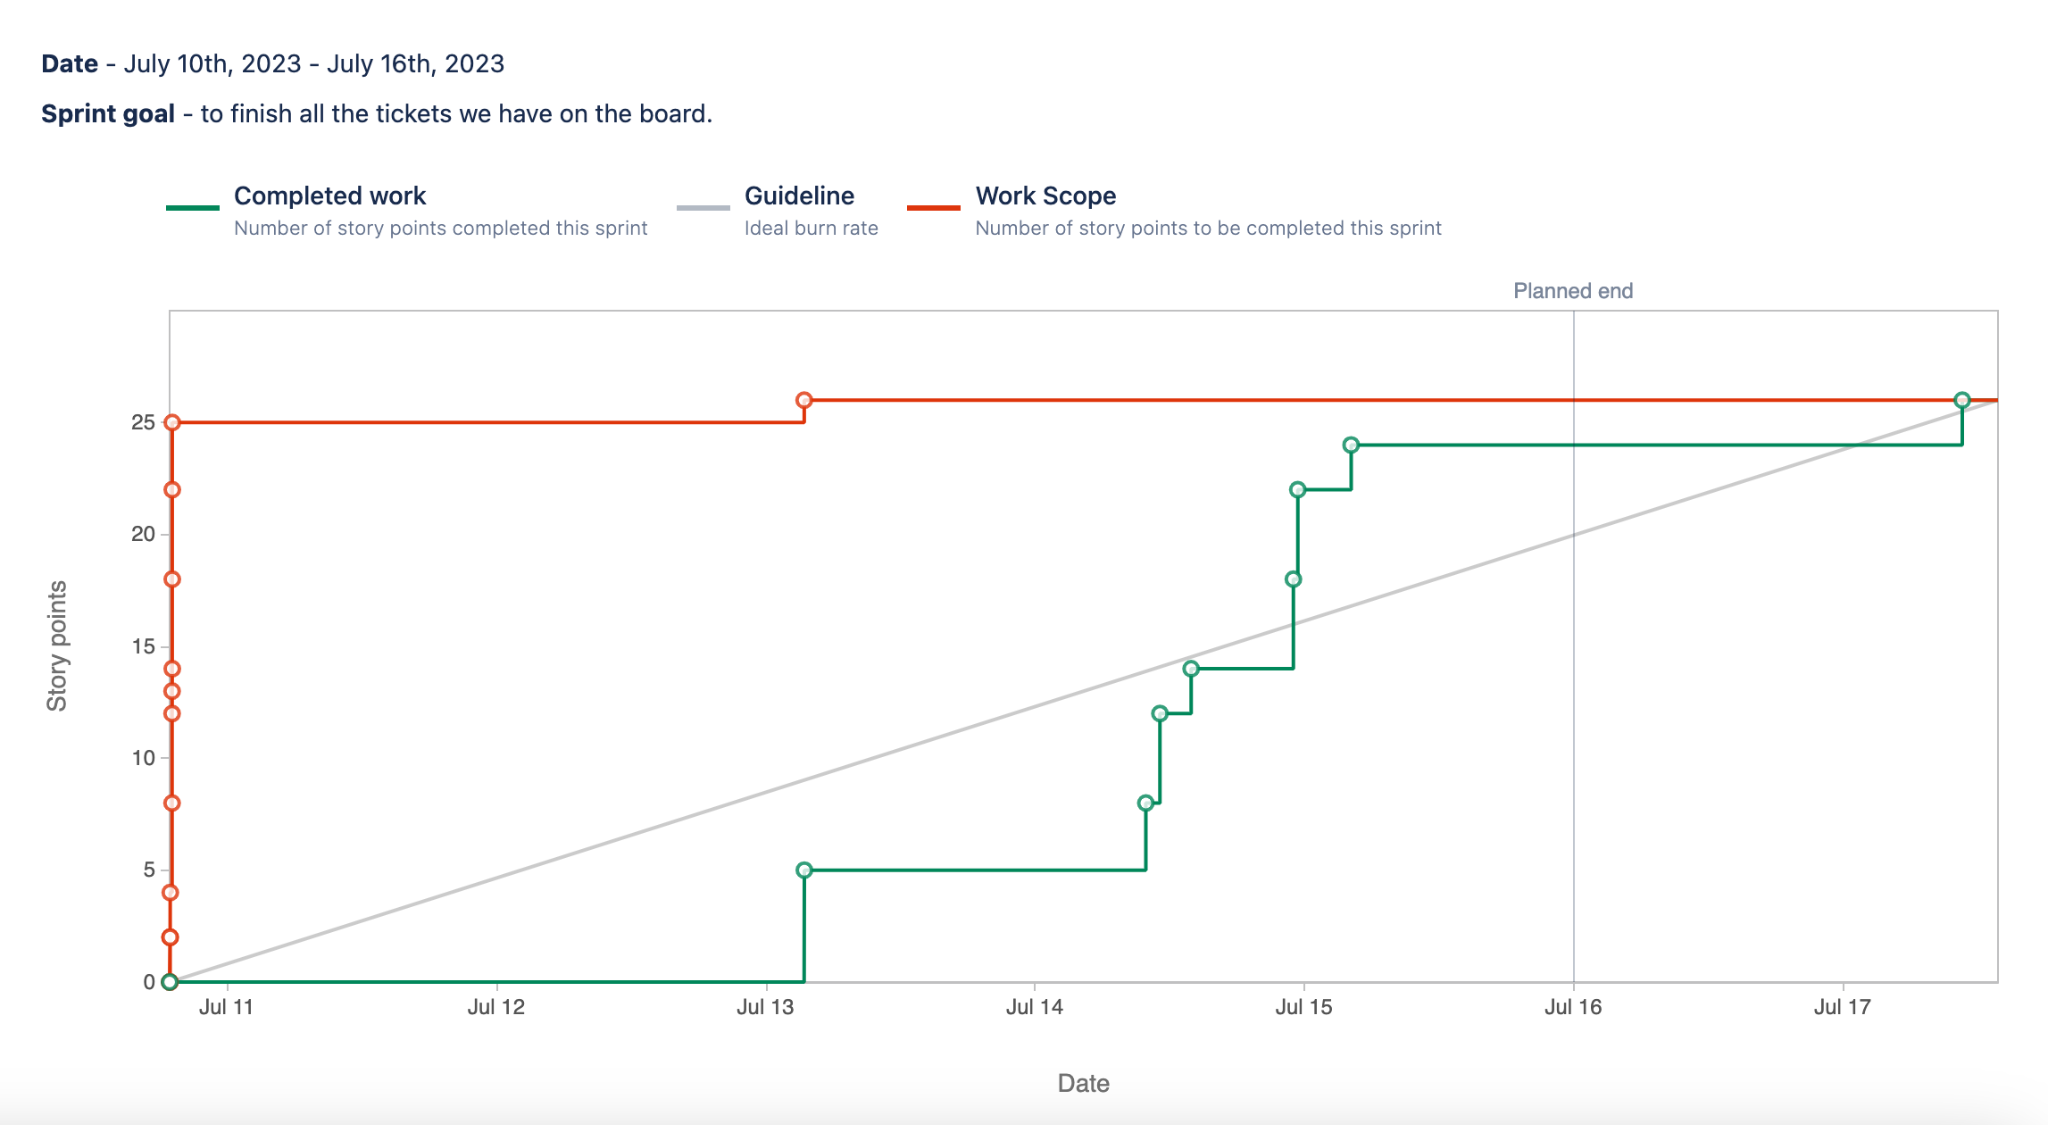 Date - July 10th, 2023 - July 16th, 2023
Sprint goal - to finish all the tickets we have on the board.
Completed work
Number of story points completed this sprint
Guideline
Ideal burn rate
Work Scope
Number of story points to be completed this sprint
Planned end
25
20
15
10
5
0
Story points
Jul 11
Jul 12
Jul 13
Jul 14
Jul 15
Jul 16
Jul 17
Date